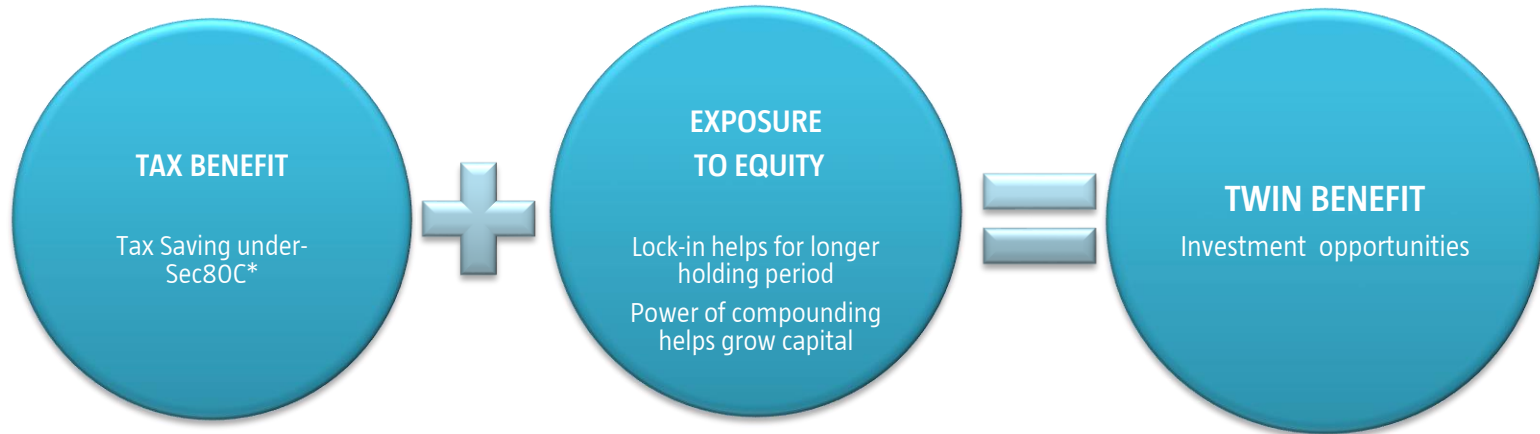 TAX BENEFIT
Tax Saving under-
Sec80C*
EXPOSURE
TO EQUITY
Lock-in helps for longer
holding period
Power of compounding
helps grow capital
TWIN BENEFIT
Investment opportunities